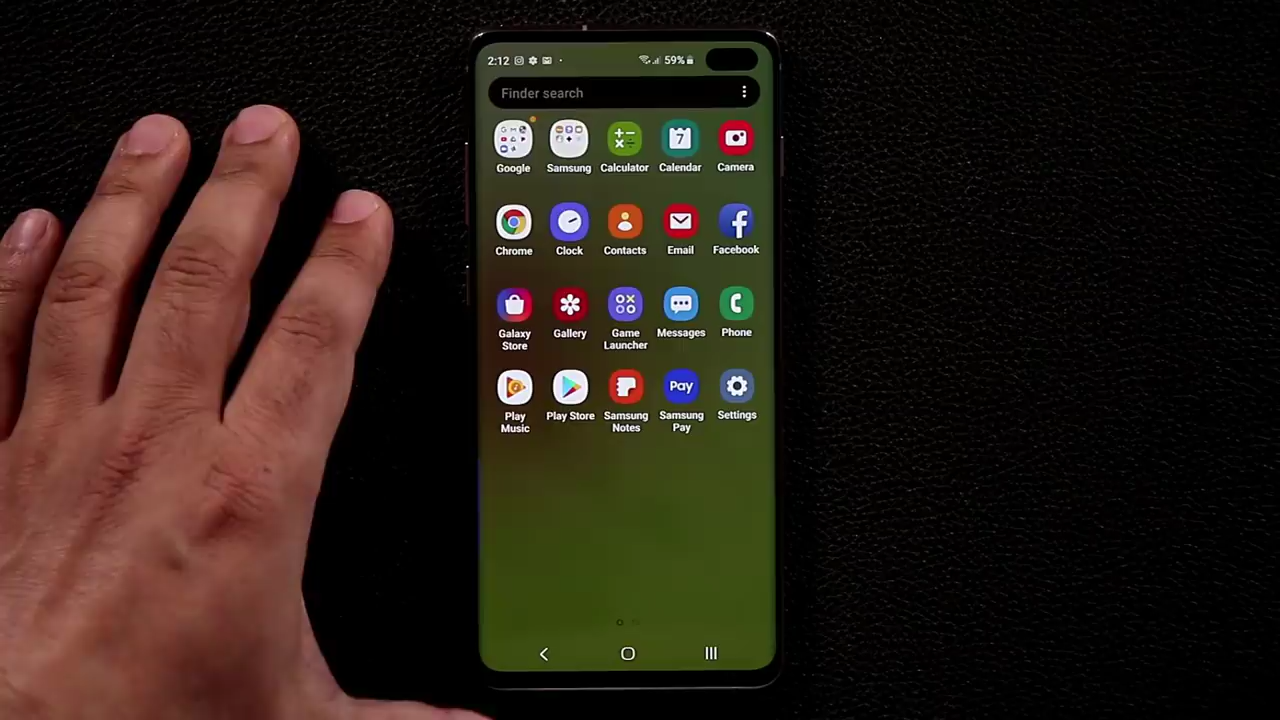 2:12 59%
Finder search
Google Samsung Calculator Calendar Camera
7
Chrome Clock Contacts Email Facebook
Galaxy Store Gallery Game Launcher Messages Phone
Pay
Play Music Play Store Samsung Notes Samsung Pay Settings